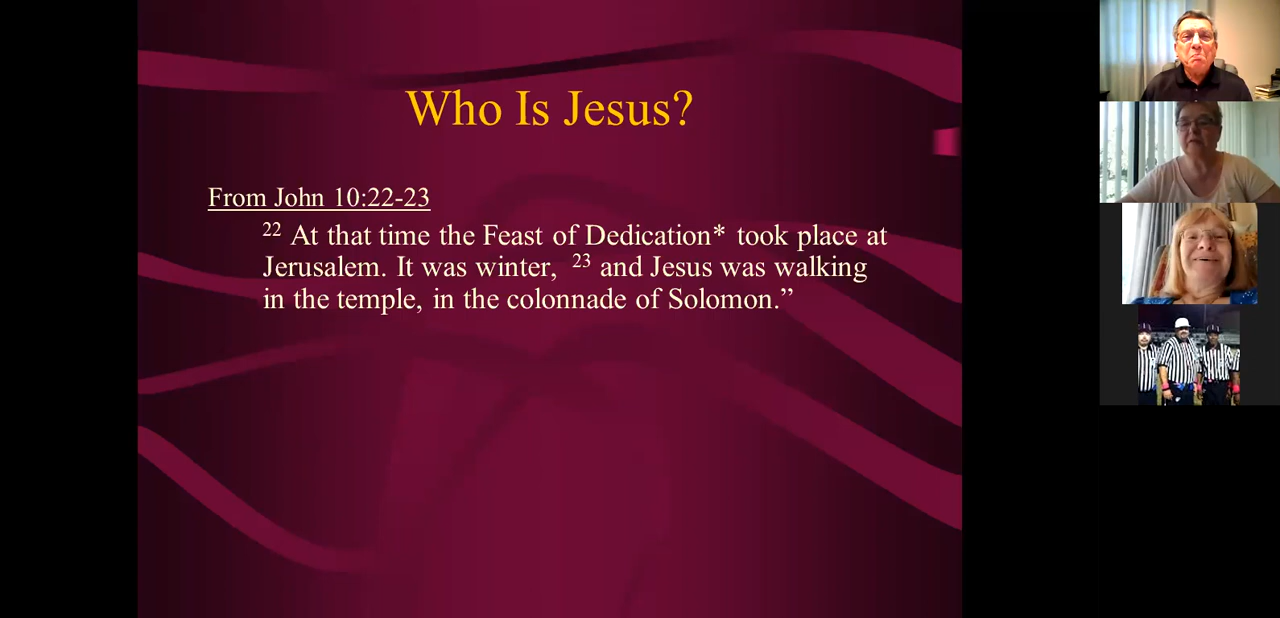 Who Is Jesus?
From John 10:22-23
22 At that time the Feast of Dedication* took place at
Jerusalem. It was winter, 23 and Jesus was walking
in the temple, in the colonnade of Solomon.”